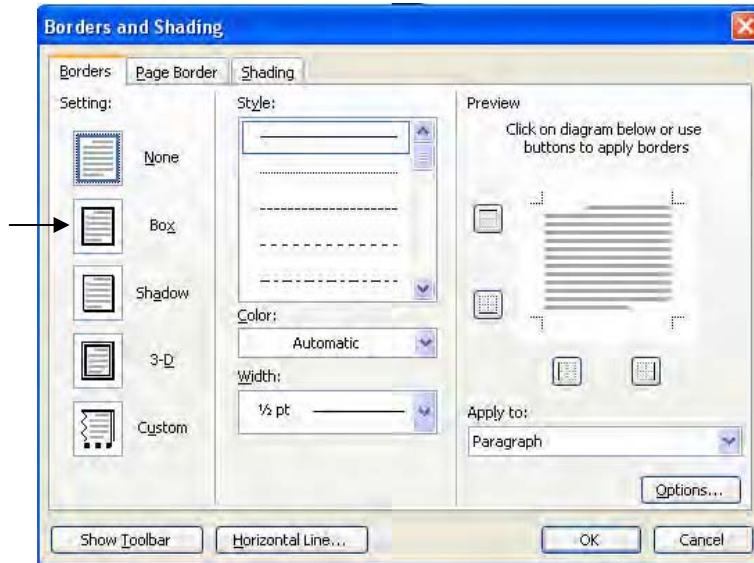 Borders and Shading
Borders
Page Border
Shading
Setting:
None
Box
Shadow
3-D
Custom
Style:
Color:
Automatic
Width:
½ pt
Preview
Click on diagram below or use
buttons to apply borders
Apply to:
Paragraph
Options...
Show Toolbar
Horizontal Line...
OK
Cancel